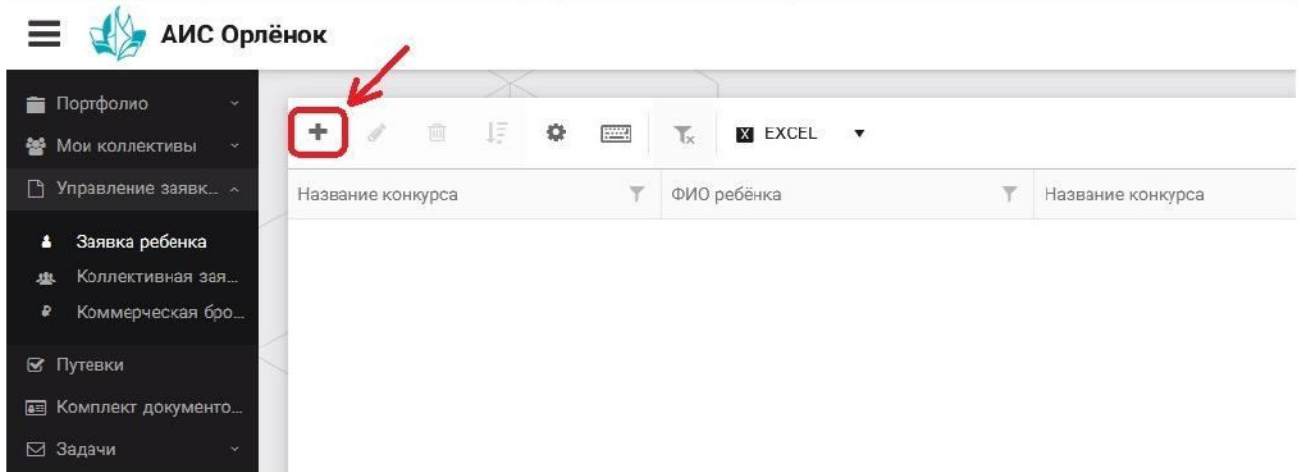 АИС Орлёнок
Портфолио
Мои коллективы
Управление заявк...
Заявка ребенка
Коллективная зая...
Коммерческая бро...
Путевки
Комплект документо...
Задачи
EXCEL
Название конкурса ФИО ребёнка Название конкурса